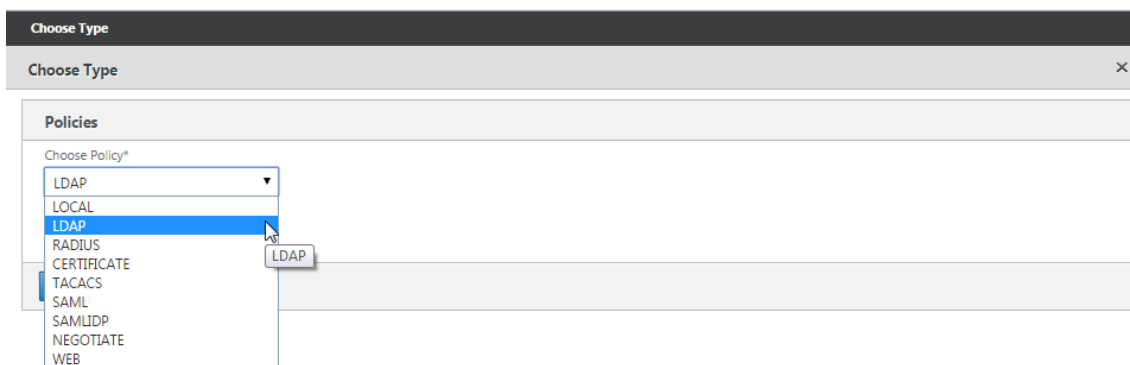 Choose Type
Choose Type
×
Policies
Choose Policy*
LDAP
LOCAL
LDAP
RADIUS
LDAP
CERTIFICATE
TACACS
SAML
SAMLIDP
NEGOTIATE
WEB